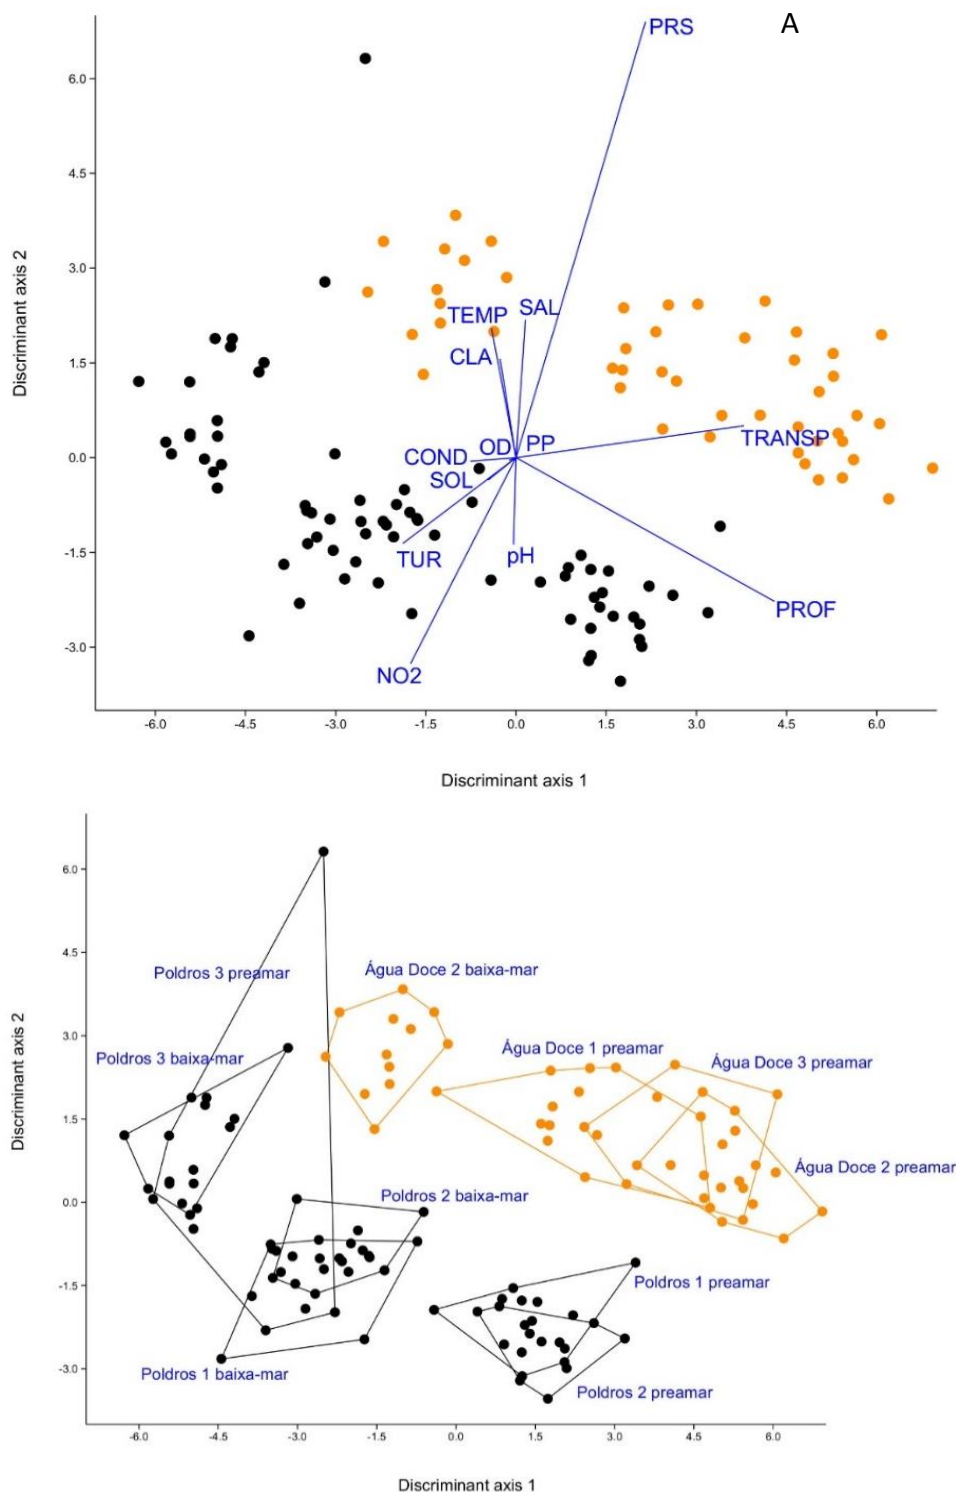 A
PRS
6.0
4.5
3.0
TEMP SAL
1.5
CLA
TRANSP
OD PP
0.0
COND
SOL
-1.5
TUR
pH
PROF
-3.0
NO2
Discriminant axis 2
-6.0 -4.5 -3.0 -1.5 0.0 1.5 3.0 4.5 6.0
Discriminant axis 1
6.0
4.5
Poldros 3 preamar
Água Doce 2 baixa-mar
3.0
Poldros 3 baixa-mar
Água Doce 1 preamar
Água Doce 3 preamar
1.5
Água Doce 2 preamar
Poldros 2 baixa-mar
0.0
-1.5
Poldros 1 preamar
Poldros 1 baixa-mar
-3.0
Poldros 2 preamar
Discriminant axis 2
-6.0 -4.5 -3.0 -1.5 0.0 1.5 3.0 4.5 6.0
Discriminant axis 1